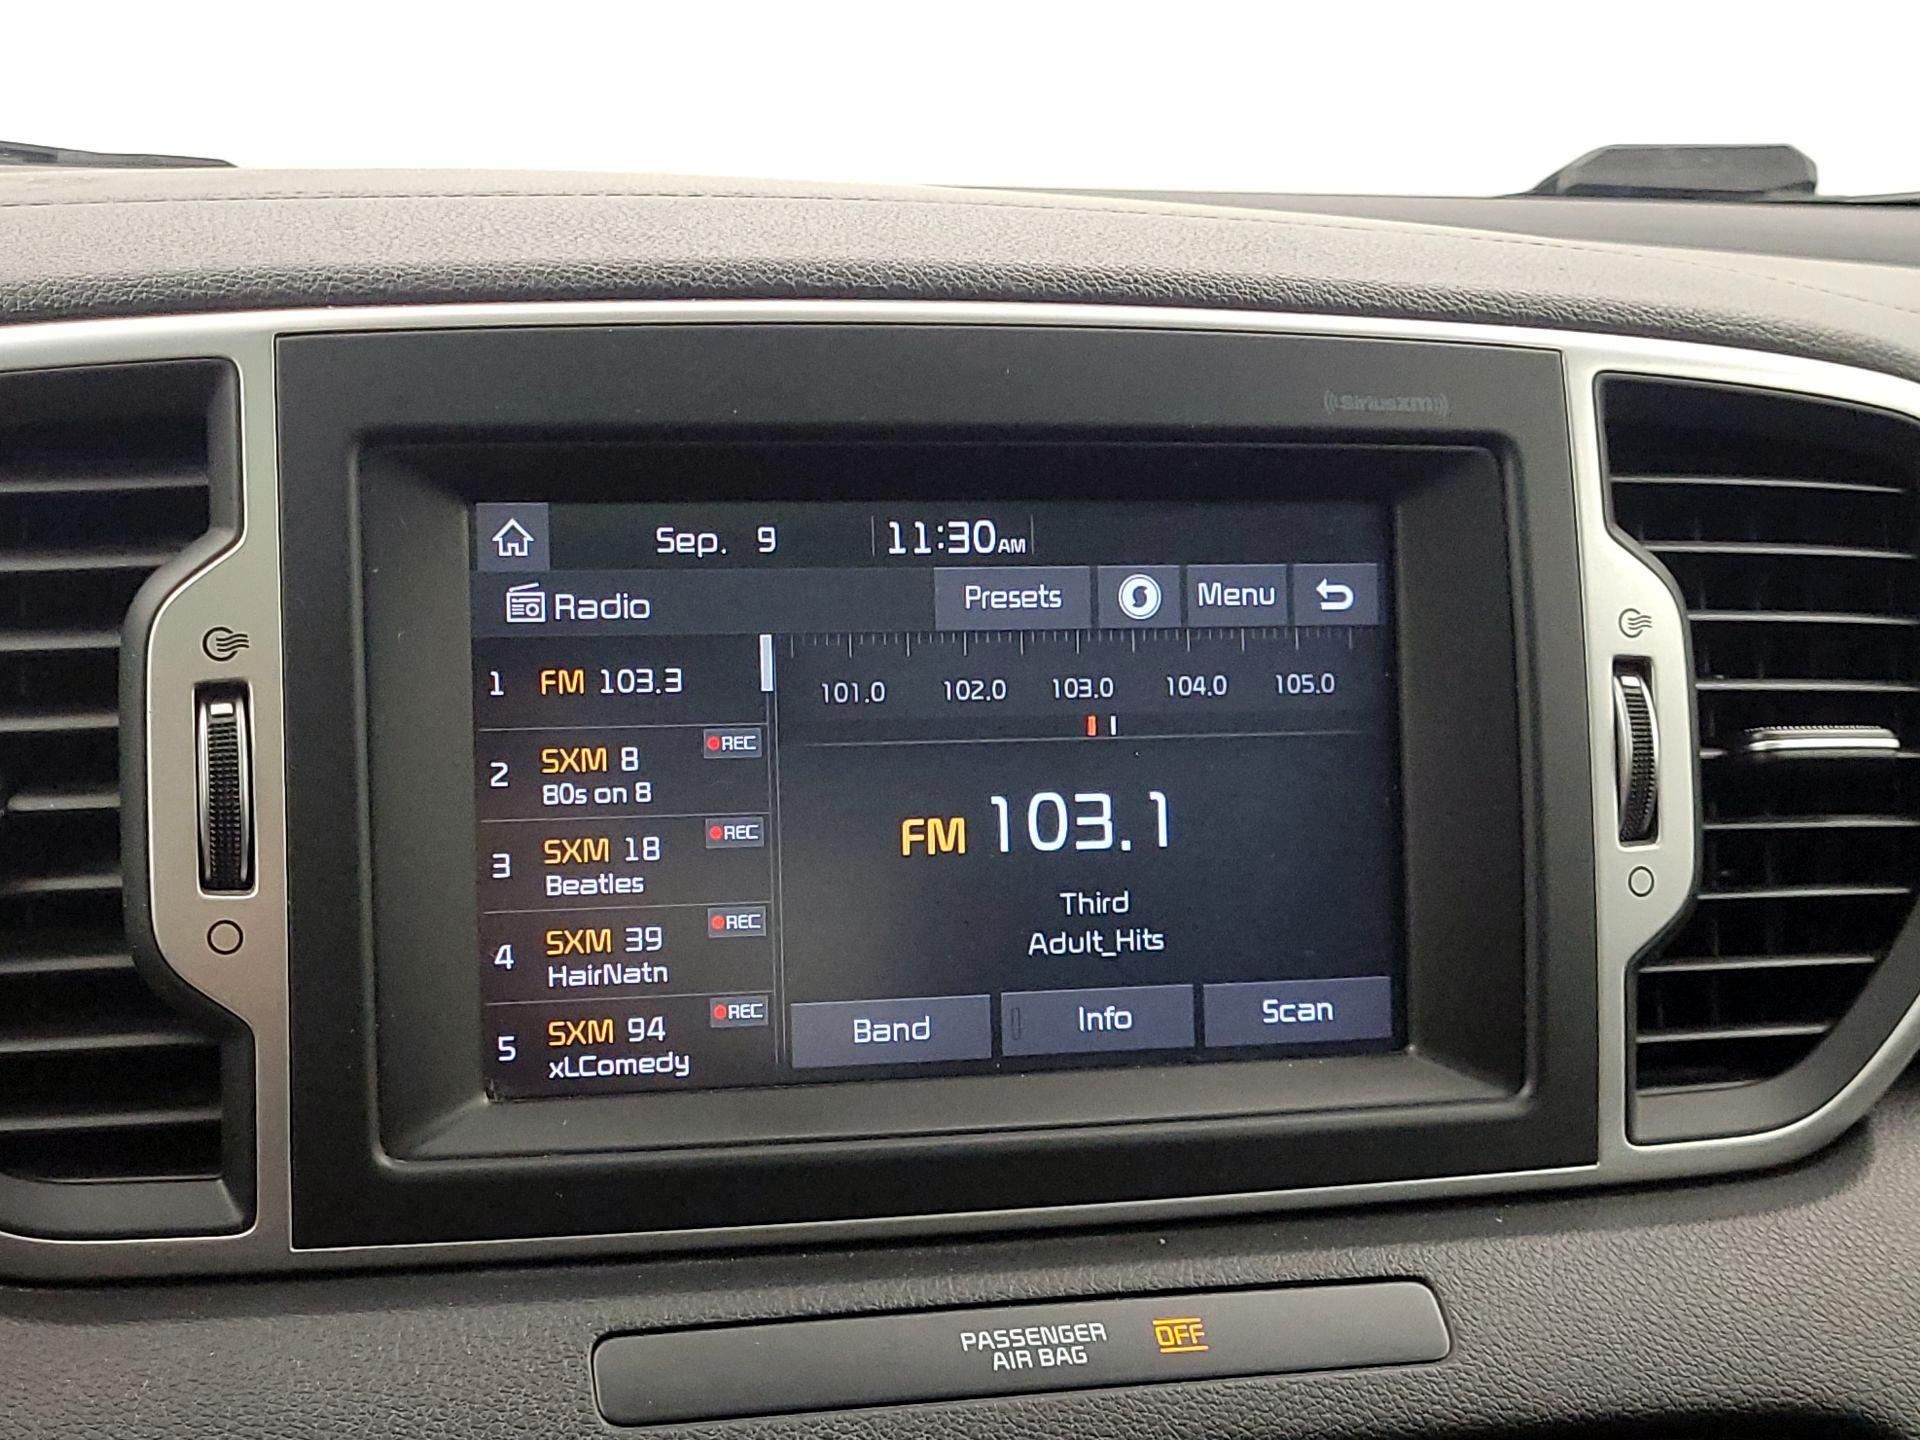 SiriusXM
Sep. 9
11:30AM
Radio
Presets
Menu
1 FM 103.3
2 SXM 8 REC
80s on 8
3 SXM 18 REC
Beatles
4 SXM 39 REC
HairNatn
5 SXM 94 REC
xLComedy
101.0 102.0 103.0 104.0 105.0
FM 103.1
Third
Adult_Hits
Band
Info
Scan
PASSENGER
AIR BAG
OFF